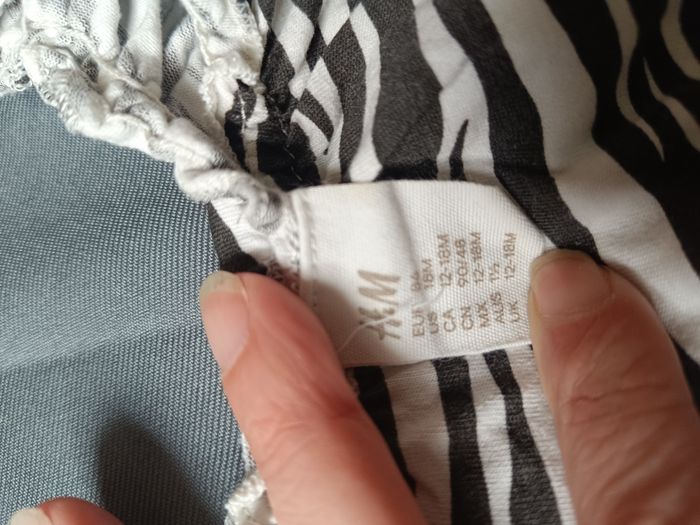 H&M
EUR 86
US 18M
CA 12-18M
CN 90/48
MX 12-18M
AUS 1½
UK 12-18M